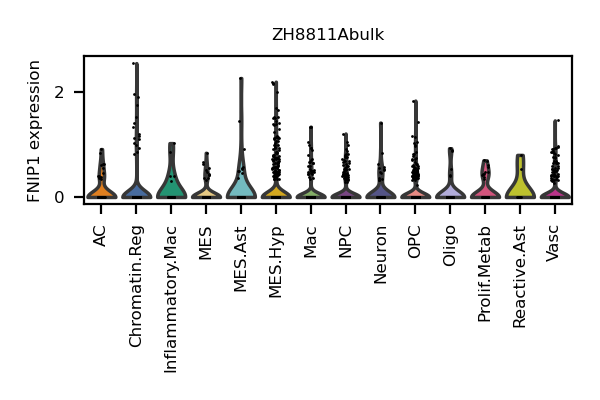 ZH8811Abulk
FNIP1 expression
2
0
AC
Chromatin.Reg
Inflammatory.Mac
MES
MES.Ast
MES.Hyp
Mac
NPC
Neuron
OPC
Oligo
Prolif.Metab
Reactive.Ast
Vasc